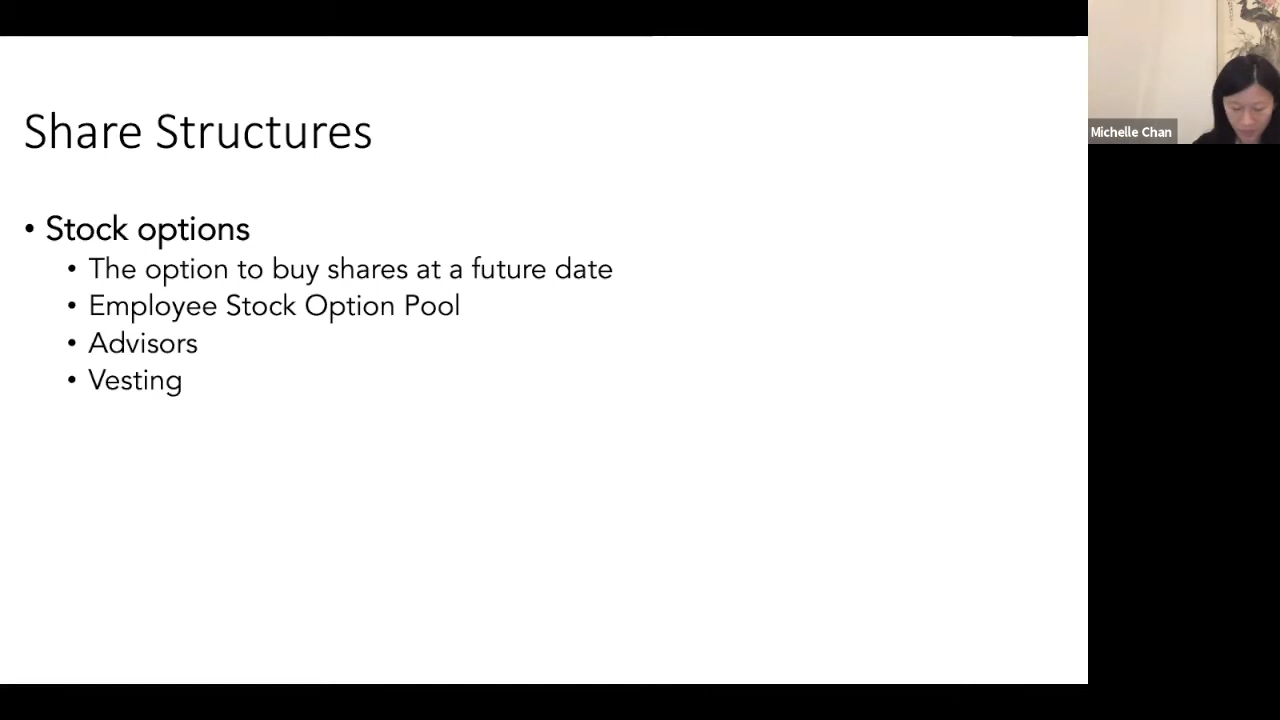 Share Structures
• Stock options
• The option to buy shares at a future date
• Employee Stock Option Pool
• Advisors
• Vesting
Michelle Chan